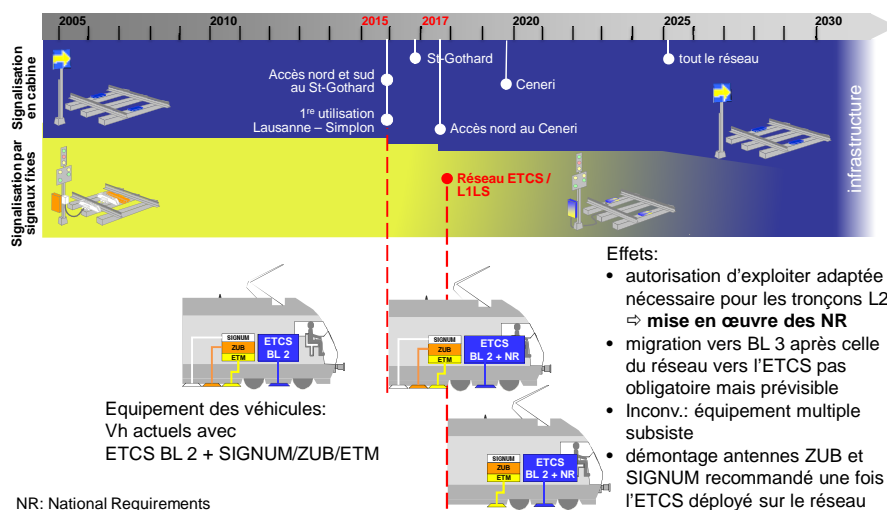 2005
2010
2015
2017
2020
2025
2030
Signalisation
en cabine
Signalisation par
signaux fixes
infrastructure
St-Gothard
tout le réseau
Accès nord et sud
au St-Gothard
Ceneri
1re utilisation
Lausanne – Simplon
Accès nord au Ceneri
Réseau ETCS /
L1LS
SIGNUM
ZUB
ETM
ETCS
BL 2
SIGNUM
ZUB
ETM
ETCS
BL 2 + NR
SIGNUM
ZUB
ETM
ETCS
BL 2 + NR
Equipement des véhicules:
Vh actuels avec
ETCS BL 2 + SIGNUM/ZUB/ETM
NR: National Requirements
Effets:
• autorisation d'exploiter adaptée
nécessaire pour les tronçons L2
⇨ mise en œuvre des NR
• migration vers BL 3 après celle
du réseau vers l'ETCS pas
obligatoire mais prévisible
• Inconv.: équipement multiple
subsiste
• démontage antennes ZUB et
SIGNUM recommandé une fois
l'ETCS déployé sur le réseau